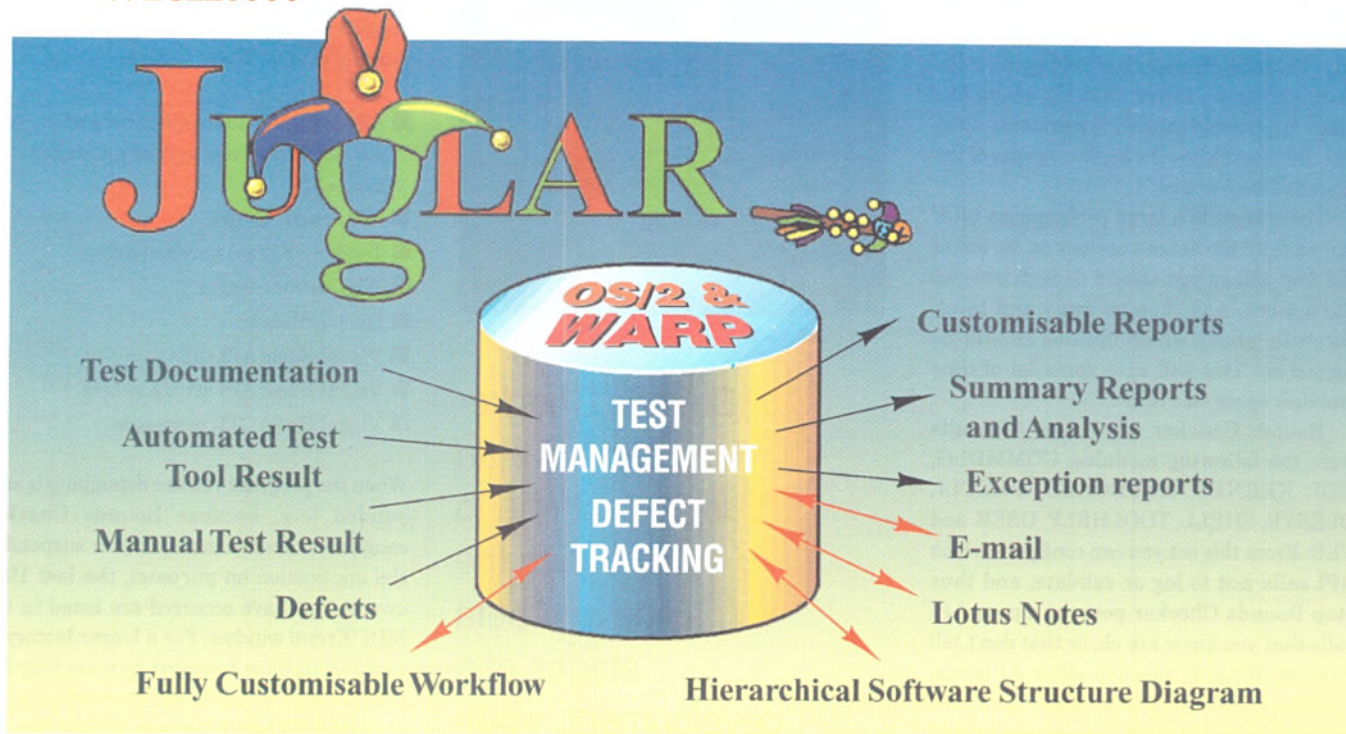 JUGLAR
OS/2 &
WARP
TEST
MANAGEMENT
DEFECT
TRACKING
Test Documentation
Automated Test
Tool Result
Manual Test Result
Defects
Fully Customisable Workflow
Customisable Reports
Summary Reports
and Analysis
Exception reports
E-mail
Lotus Notes
Hierarchical Software Structure Diagram